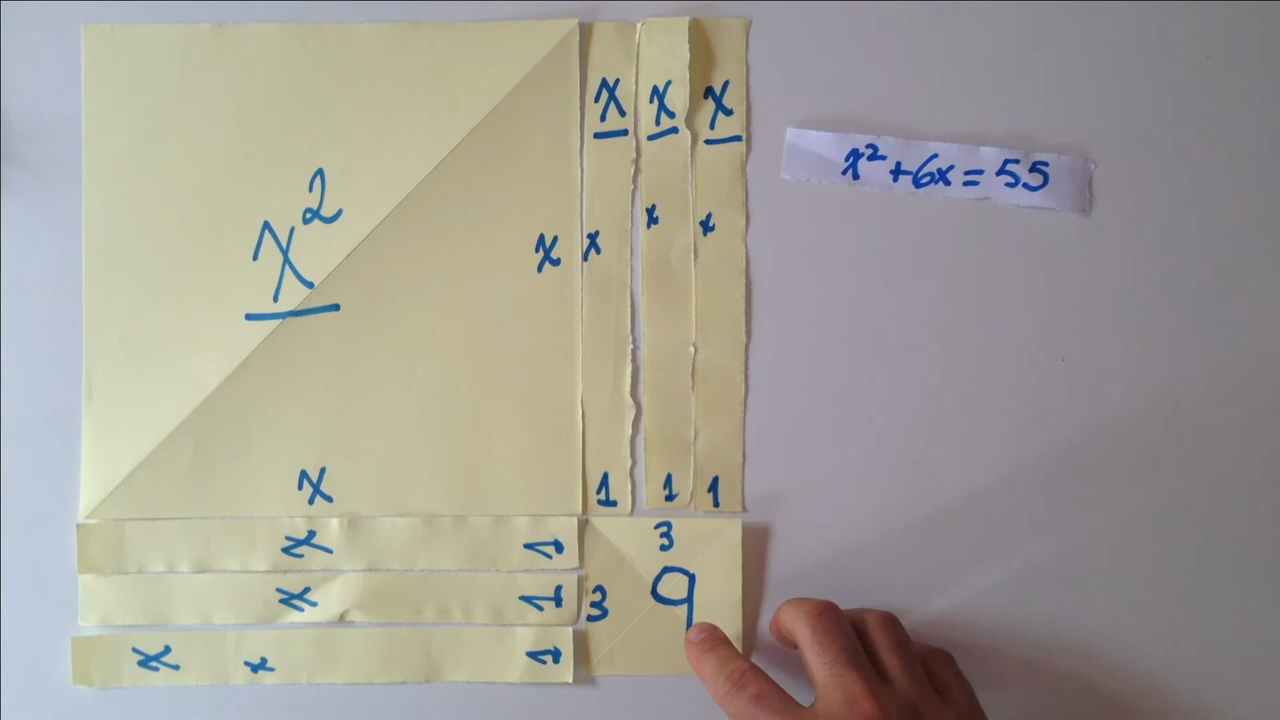 x x x
x² + 6x = 55
x²
x x x x
x
1 1 1
x 1
3
x 1
3 9
x x 1